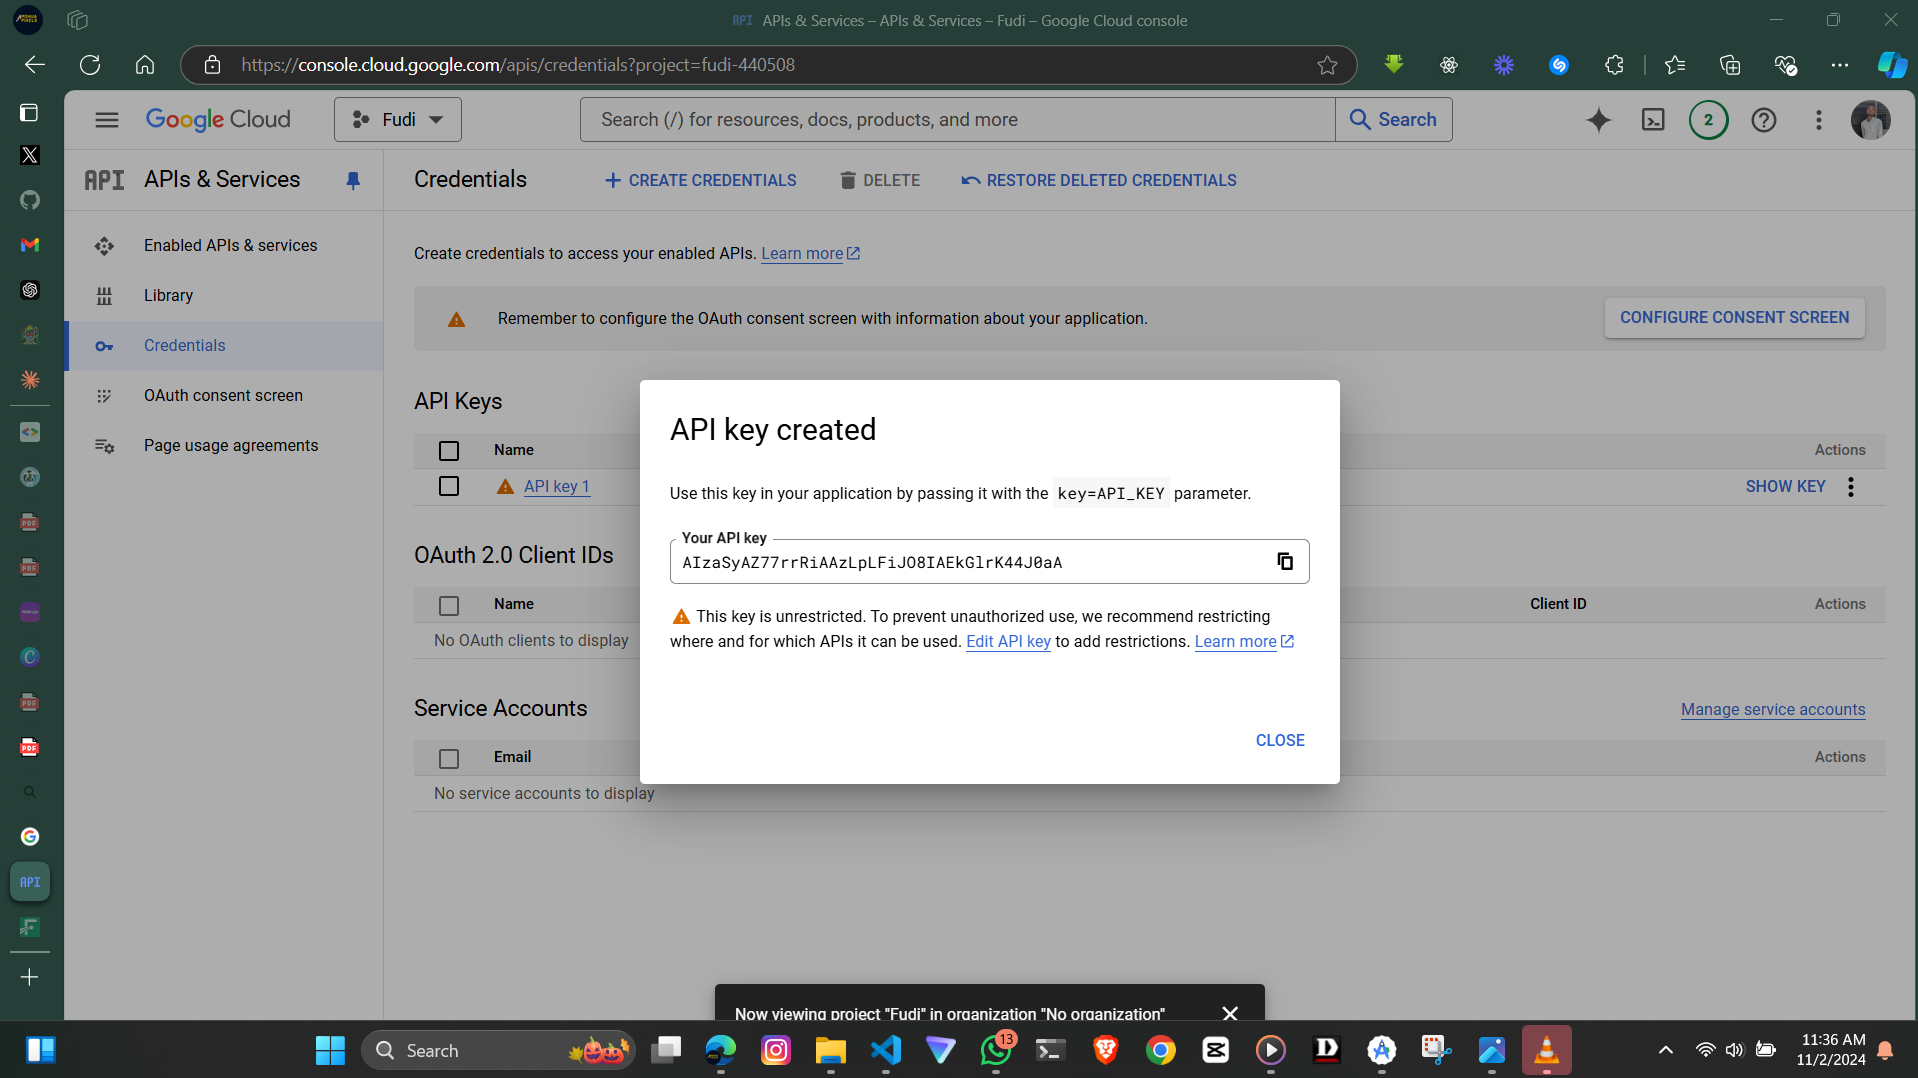 APIs & Services – APIs & Services – Fudi – Google Cloud console
https://console.cloud.google.com/apis/credentials?project=fudi-440508
Google Cloud
Fudi
Search (/) for resources, docs, products, and more
Search
2
API APIs & Services
Credentials
CREATE CREDENTIALS
DELETE
RESTORE DELETED CREDENTIALS
Enabled APIs & services
Library
Credentials
OAuth consent screen
Page usage agreements
Create credentials to access your enabled APIs. Learn more
Remember to configure the OAuth consent screen with information about your application.
CONFIGURE CONSENT SCREEN
API Keys
Name
Actions
API key 1
SHOW KEY
OAuth 2.0 Client IDs
Name
Client ID
Actions
No OAuth clients to display
Service Accounts
Manage service accounts
Email
Actions
No service accounts to display
API key created
Use this key in your application by passing it with the key=API_KEY parameter.
Your API key
AIzaSyAZ77rrRiAAzLpLFiJO8IAEkGlrK44J0aA
This key is unrestricted. To prevent unauthorized use, we recommend restricting
where and for which APIs it can be used. Edit API key to add restrictions. Learn more
CLOSE
Now viewing project "Fudi" in organization "No organization"
API
PDF
PDF
PDF
PDF
API
Search
13
11:36 AM
11/2/2024